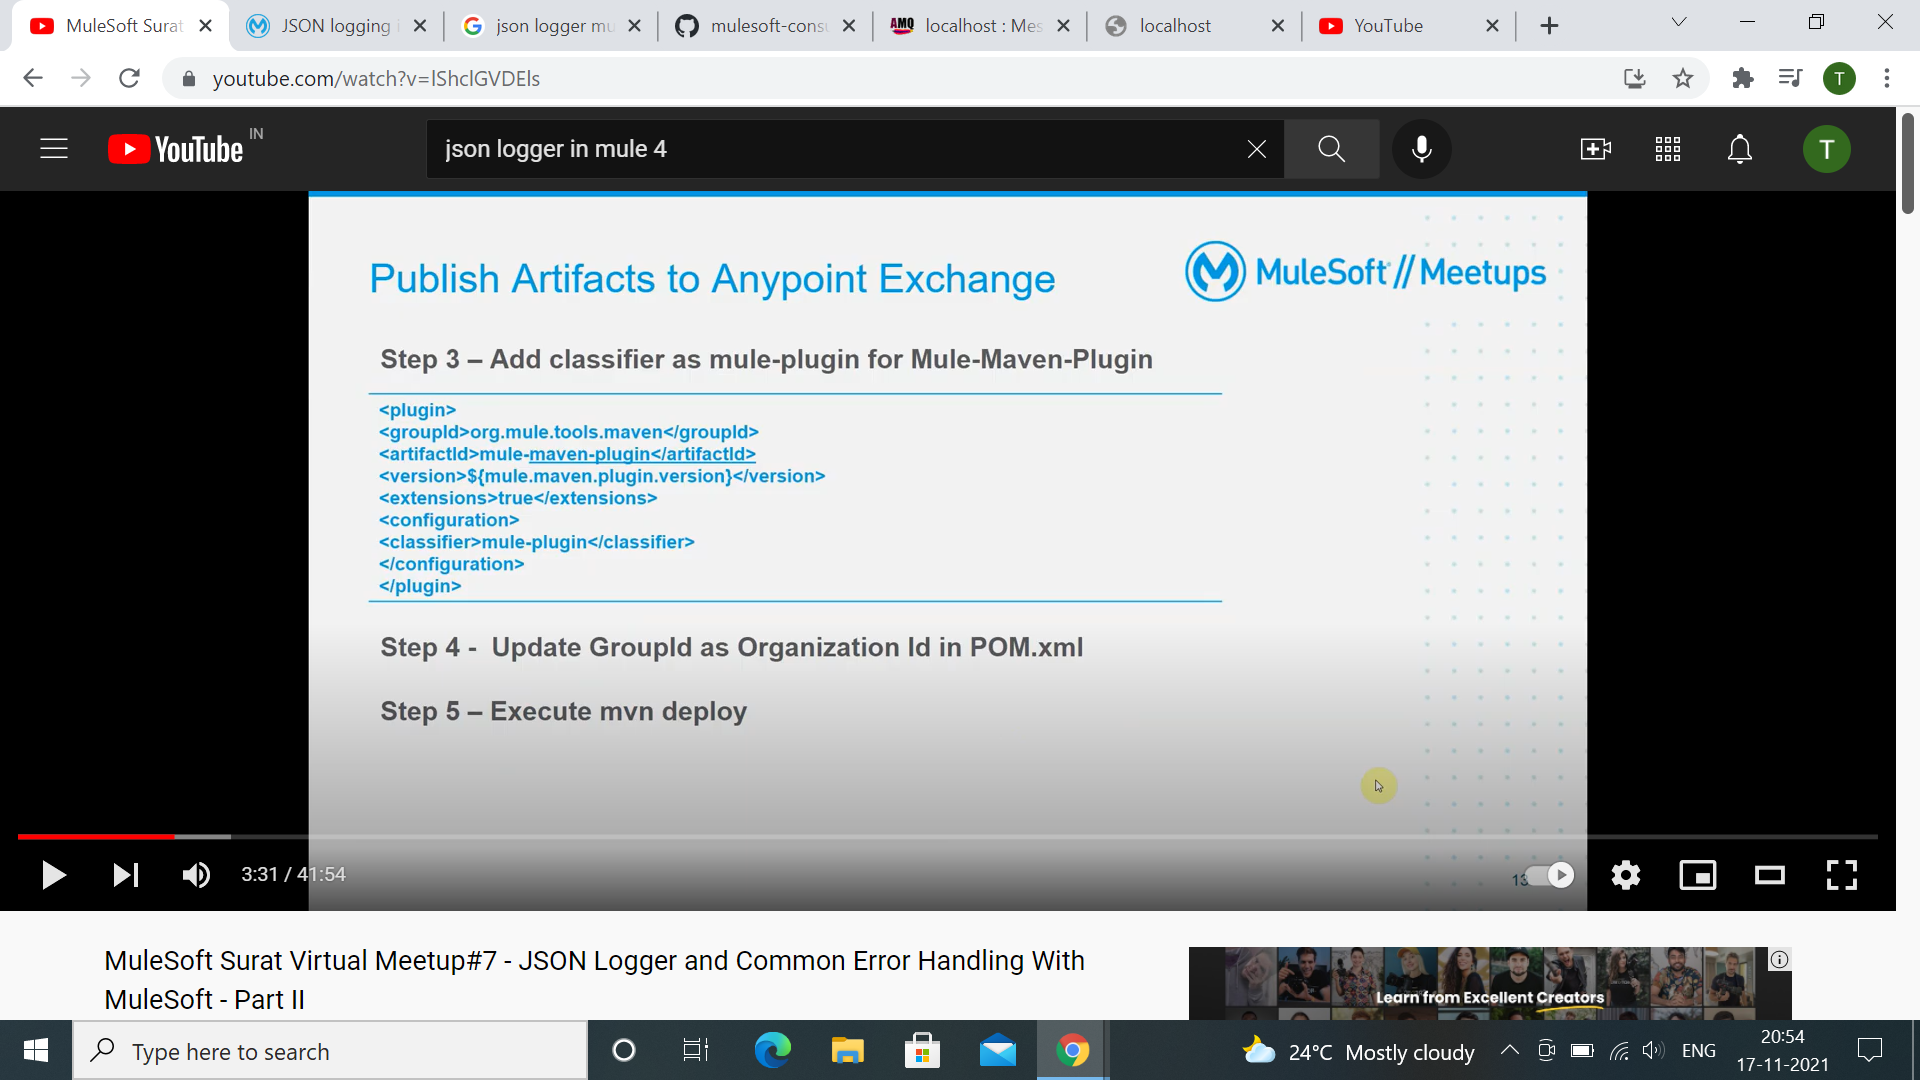 MuleSoft Surat
JSON logging i
json logger mu
mulesoft-consu
AMQ
localhost : Mes
localhost
YouTube
youtube.com/watch?v=lShclGVDEls
T
YouTube IN
json logger in mule 4
T
Publish Artifacts to Anypoint Exchange
MuleSoft // Meetups
Step 3 – Add classifier as mule-plugin for Mule-Maven-Plugin
<plugin>
<groupId>org.mule.tools.maven</groupId>
<artifactId>mule-maven-plugin</artifactId>
<version>${mule.maven.plugin.version}</version>
<extensions>true</extensions>
<configuration>
<classifier>mule-plugin</classifier>
</configuration>
</plugin>
Step 4 - Update GroupId as Organization Id in POM.xml
Step 5 – Execute mvn deploy
3:31 / 41:54
13
MuleSoft Surat Virtual Meetup#7 - JSON Logger and Common Error Handling With
MuleSoft - Part II
Learn from Excellent Creators
Type here to search
24°C Mostly cloudy
ENG
20:54
17-11-2021